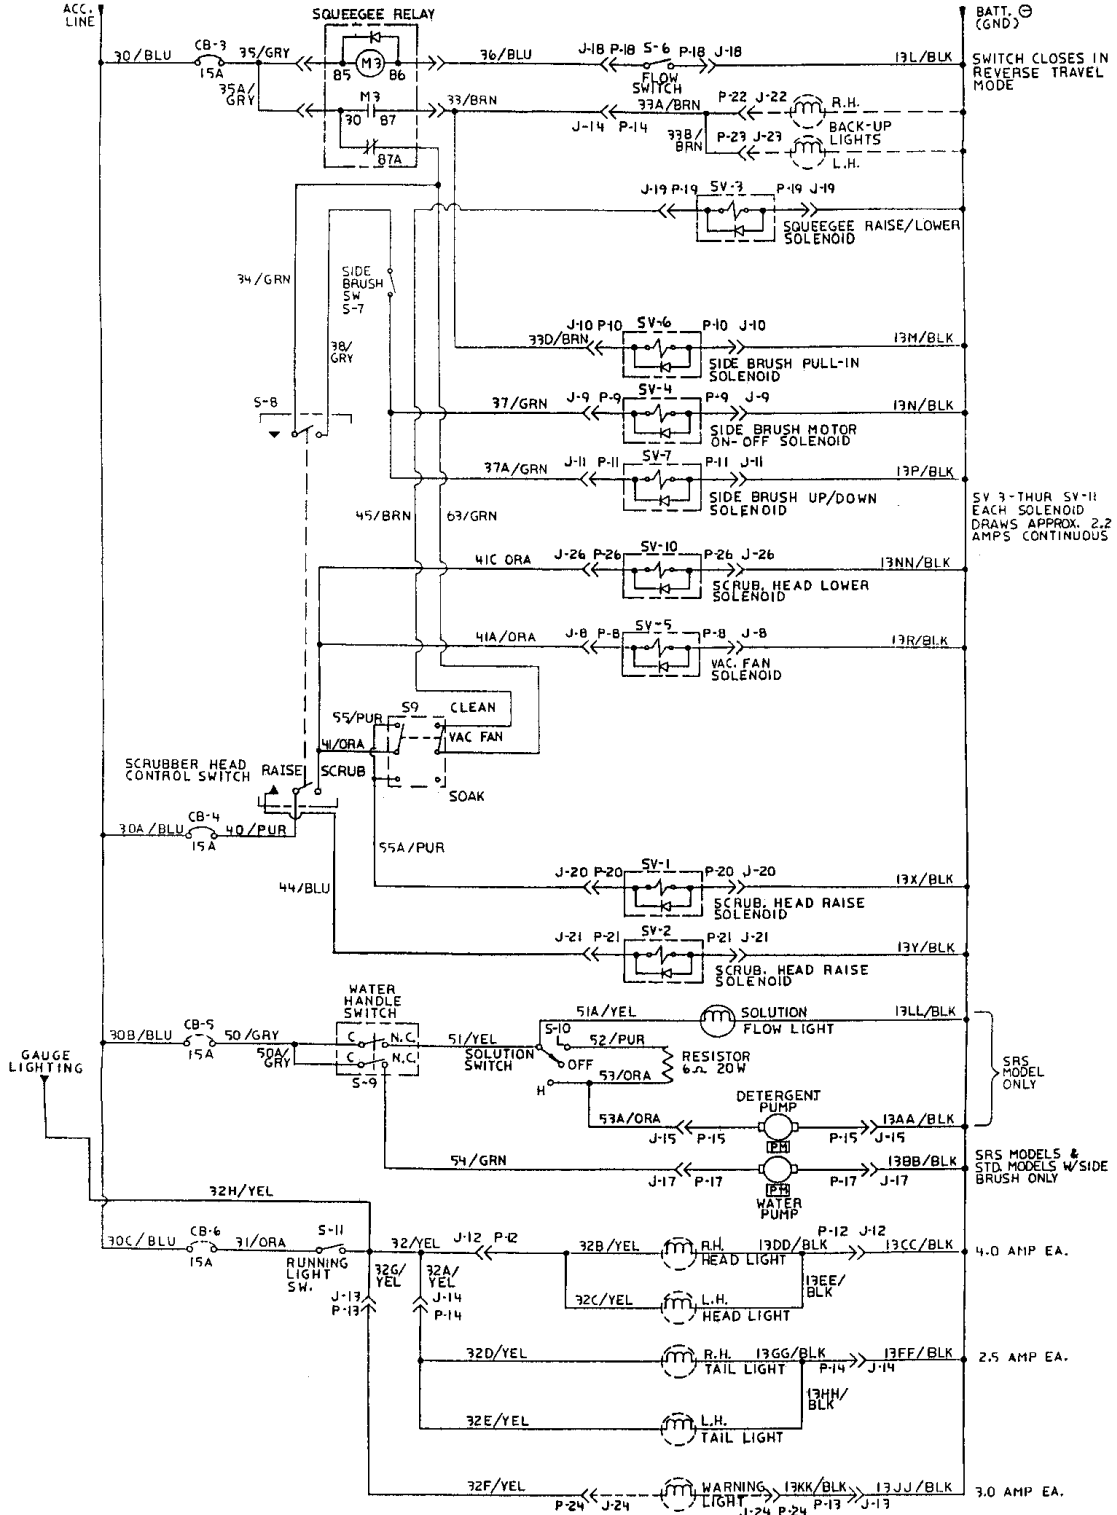 ACC.
LINE
SQUEEGEE RELAY
BATT. ⊖
(GND)
30/BLU
CB-3
15A
35/GRY
85
M3
86
36/BLU
J-18 P-18 S-6 P-18 J-18
FLOW
SWITCH
13L/BLK
SWITCH CLOSES IN
REVERSE TRAVEL
MODE
35A/
GRY
M3
30
87
87A
33/BRN
33A/BRN
J-14 P-14
33B/
BRN
P-22 J-22
R.H.
BACK-UP
LIGHTS
P-23 J-23
L.H.
J-19 P-19
SV-3
P-19 J-19
SQUEEGEE RAISE/LOWER
SOLENOID
34/GRN
SIDE
BRUSH
SW
S-7
38/
GRY
J-10 P-10
33D/BRN
SV-6
P-10 J-10
13M/BLK
SIDE BRUSH PULL-IN
SOLENOID
S-8
37/GRN
J-9 P-9
SV-4
P-9 J-9
13N/BLK
SIDE BRUSH MOTOR
ON-OFF SOLENOID
37A/GRN
J-11 P-11
SV-7
P-11 J-11
13P/BLK
SIDE BRUSH UP/DOWN
SOLENOID
SV 3-THUR SV-11
EACH SOLENOID
DRAWS APPROX. 2.2
AMPS CONTINUOUS
45/BRN
63/GRN
41C ORA
J-26 P-26
SV-10
P-26 J-26
13NN/BLK
SCRUB. HEAD LOWER
SOLENOID
41A/ORA
J-8 P-8
SV-5
P-8 J-8
13R/BLK
VAC. FAN
SOLENOID
55/PUR
S9
CLEAN
VAC FAN
41/ORA
SOAK
SCRUBBER HEAD
CONTROL SWITCH
RAISE
SCRUB
30A/BLU
CB-4
15A
40/PUR
55A/PUR
44/BLU
J-20 P-20
SV-1
P-20 J-20
13X/BLK
SCRUB. HEAD RAISE
SOLENOID
J-21 P-21
SV-2
P-21 J-21
13Y/BLK
SCRUB. HEAD RAISE
SOLENOID
WATER
HANDLE
SWITCH
30B/BLU
CB-5
15A
50/GRY
50A/
GRY
C
N.C.
C
N.C.
S-9
51/YEL
SOLUTION
SWITCH
S-10
L
OFF
H
51A/YEL
SOLUTION
FLOW LIGHT
13LL/BLK
52/PUR
RESISTOR
6Ω 20W
53/ORA
SRS
MODEL
ONLY
GAUGE
LIGHTING
DETERGENT
PUMP
53A/ORA
J-15 P-15
PM
P-15 J-15
13AA/BLK
54/GRN
J-17 P-17
PM
WATER
PUMP
P-17 J-17
13BB/BLK
SRS MODELS &
STD. MODELS W/SIDE
BRUSH ONLY
32H/YEL
30C/BLU
CB-6
15A
31/ORA
S-11
RUNNING
LIGHT
SW.
32/YEL
J-12 P-12
32B/YEL
R.H.
HEAD LIGHT
13DD/BLK
P-12 J-12
13CC/BLK
4.0 AMP EA.
32G/
YEL
32A/
YEL
J-13
P-13
J-14
P-14
32C/YEL
L.H.
HEAD LIGHT
13EE/
BLK
32D/YEL
R.H.
TAIL LIGHT
13GG/BLK
P-14 J-14
13FF/BLK
2.5 AMP EA.
13HH/
BLK
32E/YEL
L.H.
TAIL LIGHT
32F/YEL
P-24 J-24
WARNING
LIGHT
J-24 P-24
13KK/BLK
P-13 J-13
13JJ/BLK
3.0 AMP EA.